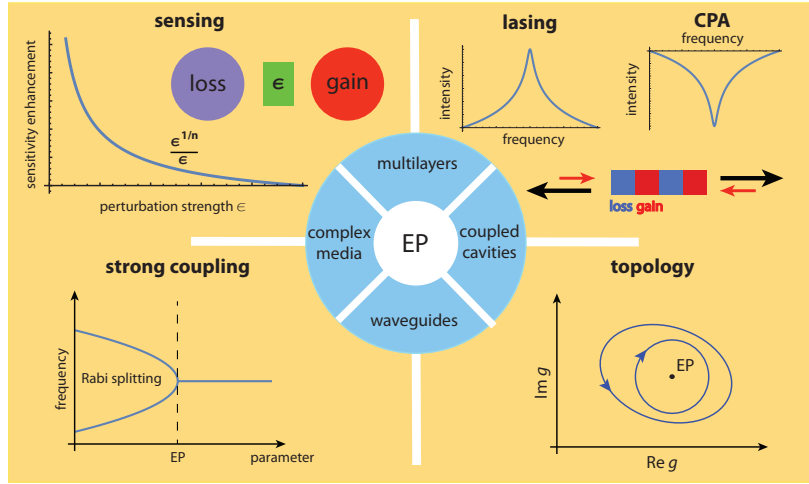 sensing
loss
ϵ
gain
ϵ^{1/n}
ϵ
sensitivity enhancement
perturbation strength ϵ
lasing
intensity
frequency
CPA
frequency
intensity
loss gain
multilayers
complex
media
EP
coupled
cavities
waveguides
strong coupling
frequency
Rabi splitting
EP
parameter
topology
Im g
EP
Re g